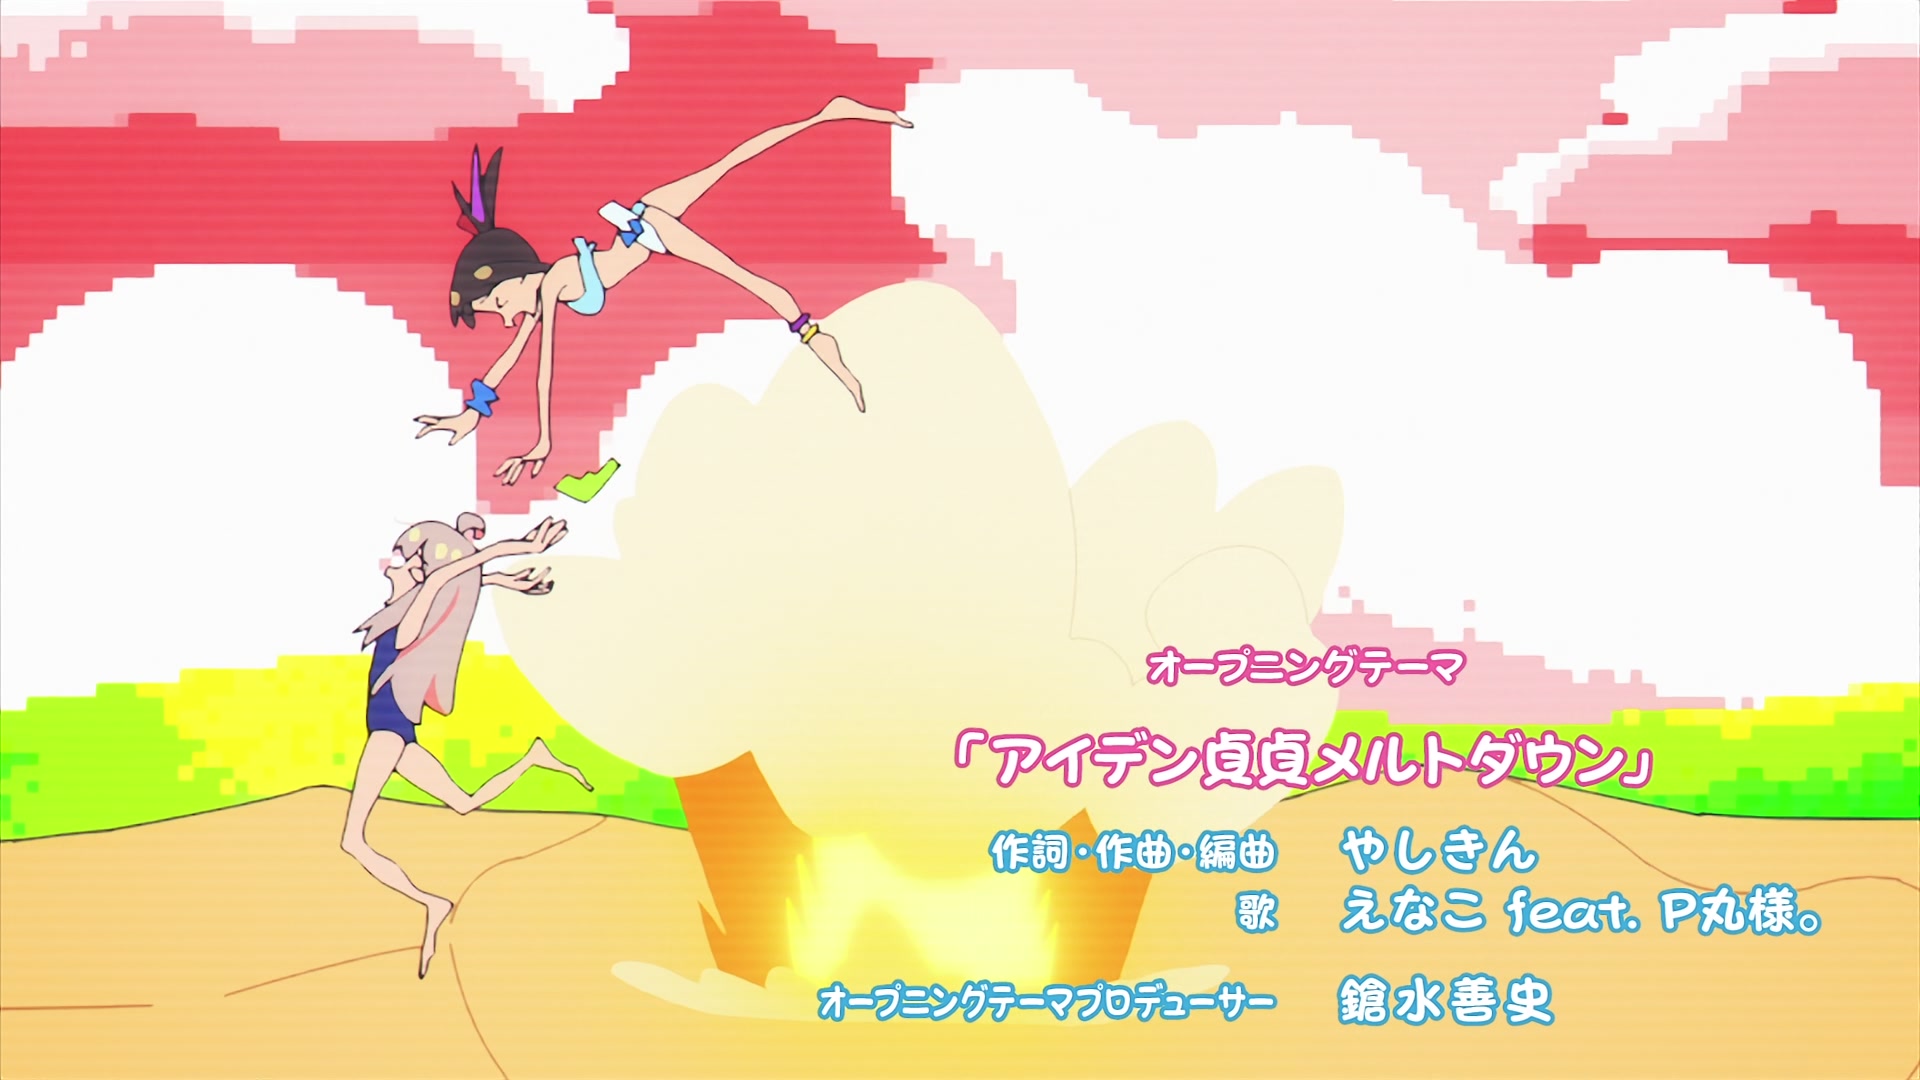 オープニングテーマ
「アイデン貞貞メルトダウン」
作詞・作曲・編曲 やしきん
歌 えなこ feat. P丸様。
オープニングテーマプロデューサー 鎗水善史